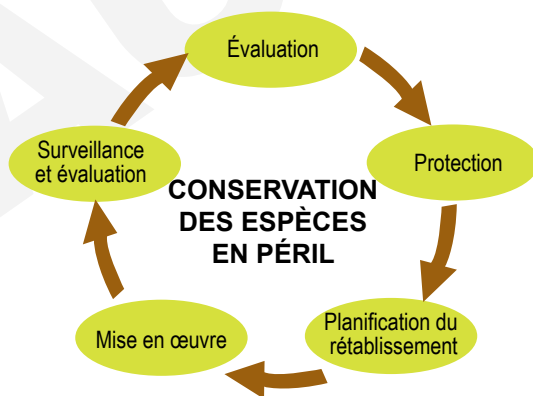 Évaluation
Protection
Planification du
rétablissement
Mise en œuvre
Surveillance
et évaluation
CONSERVATION
DES ESPÈCES
EN PÉRIL